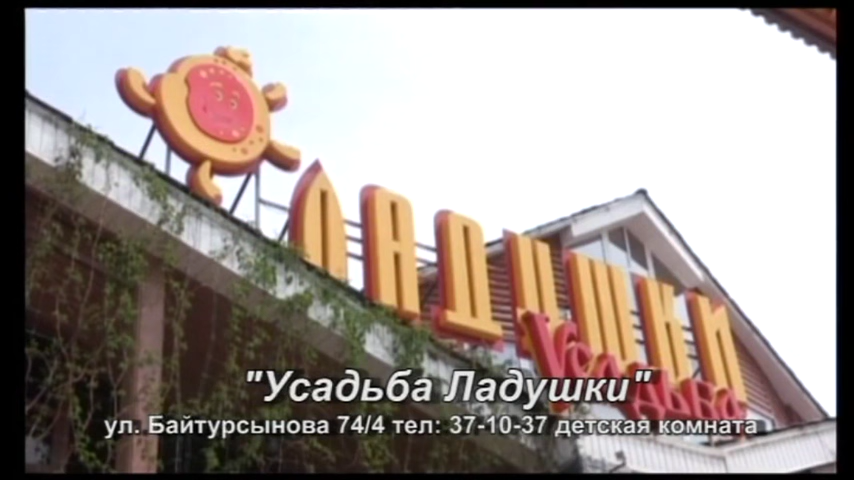 ЛАДУШКИ
Усадьба
"Усадьба Ладушки"
ул. Байтурсынова 74/4 тел: 37-10-37 детская комната